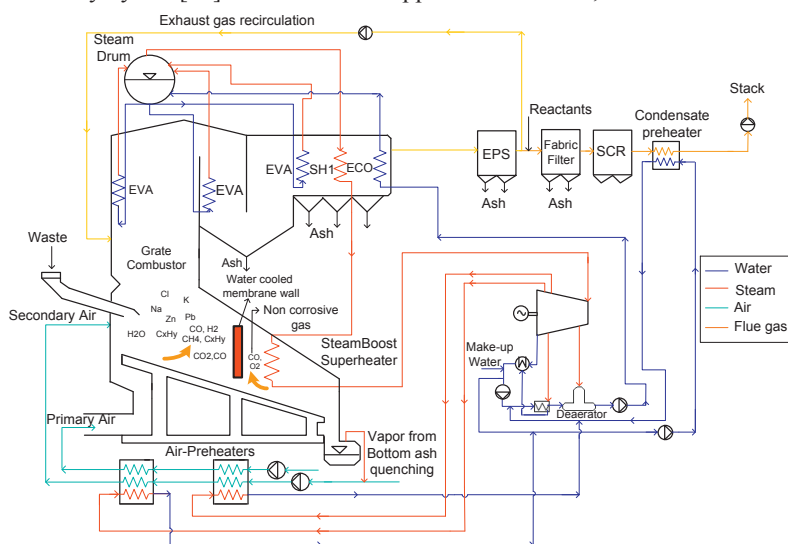 Exhaust gas recirculation
Steam
Drum
Stack
Reactants
Condensate
preheater
EPS
Fabric
Filter
SCR
EVA
EVA
EVA
SH1
ECO
Ash
Ash
Ash
Ash
Waste
Grate
Combustor
Water cooled
membrane wall
Non corrosive
gas
Water
Steam
Air
Flue gas
Secondary Air
Cl
K
Na
Zn
Pb
H2O
CxHy
CO, H2
CH4, CxHy
CO2,CO
CO,
O2
SteamBoost
Superheater
Make-up
Water
M
Deaerator
Primary Air
Air-Preheaters
Vapor from
Bottom ash
quenching